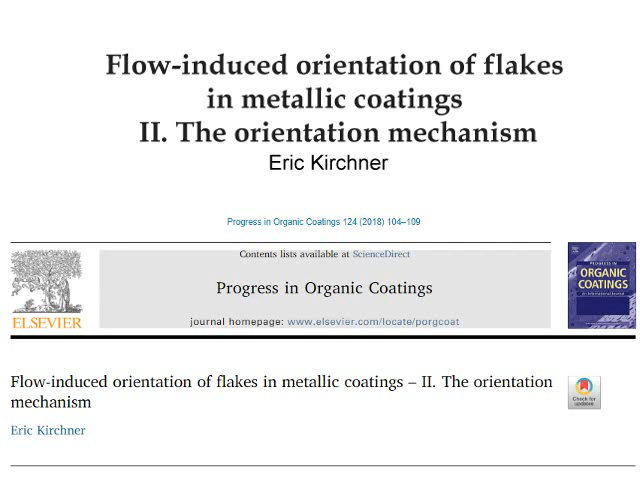 Flow-induced orientation of flakes
in metallic coatings
II. The orientation mechanism
Eric Kirchner
Progress in Organic Coatings 124 (2018) 104–109
Contents lists available at ScienceDirect
Progress in Organic Coatings
journal homepage: www.elsevier.com/locate/porgcoat
ELSEVIER
PROGRESS IN
ORGANIC
COATINGS
An International Journal
Flow-induced orientation of flakes in metallic coatings – II. The orientation
mechanism
Check for
updates
Eric Kirchner